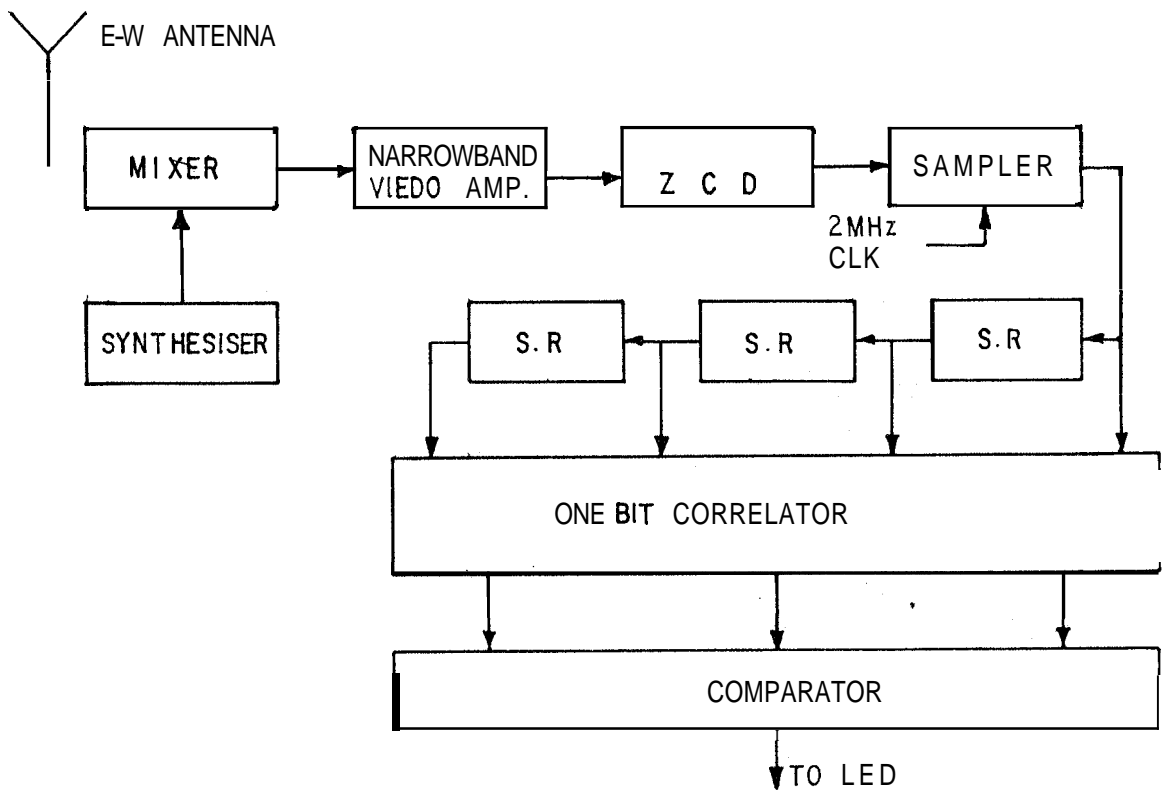 E-W ANTENNA
MIXER
NARROWBAND
VIEDO AMP.
Z C D
SAMPLER
2MHz
CLK
SYNTHESISER
S.R
S.R
S.R
ONE BIT CORRELATOR
COMPARATOR
TO LED